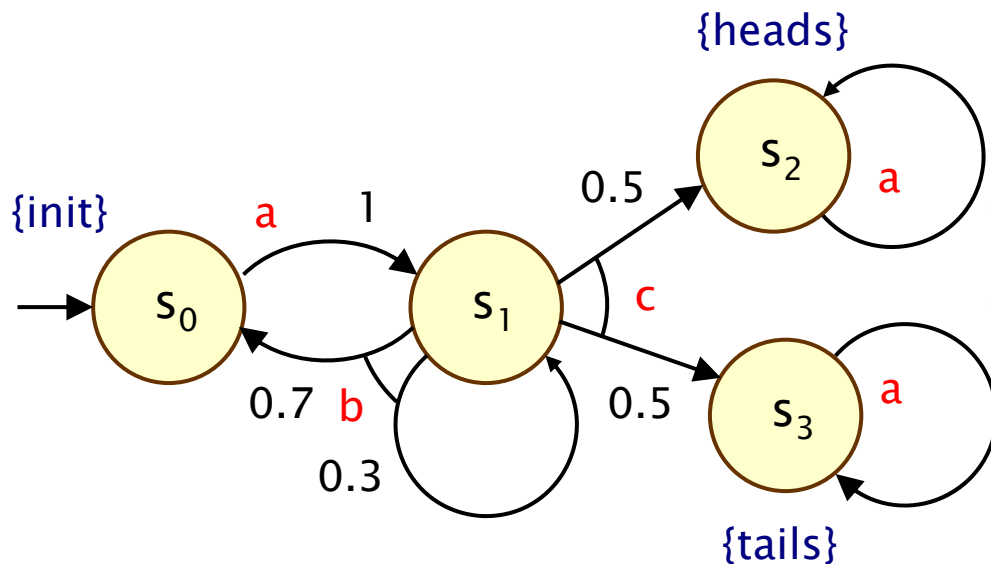 {heads}
s2
a
0.5
{init}
a
1
s0
s1
c
0.7
b
0.5
a
s3
0.3
{tails}